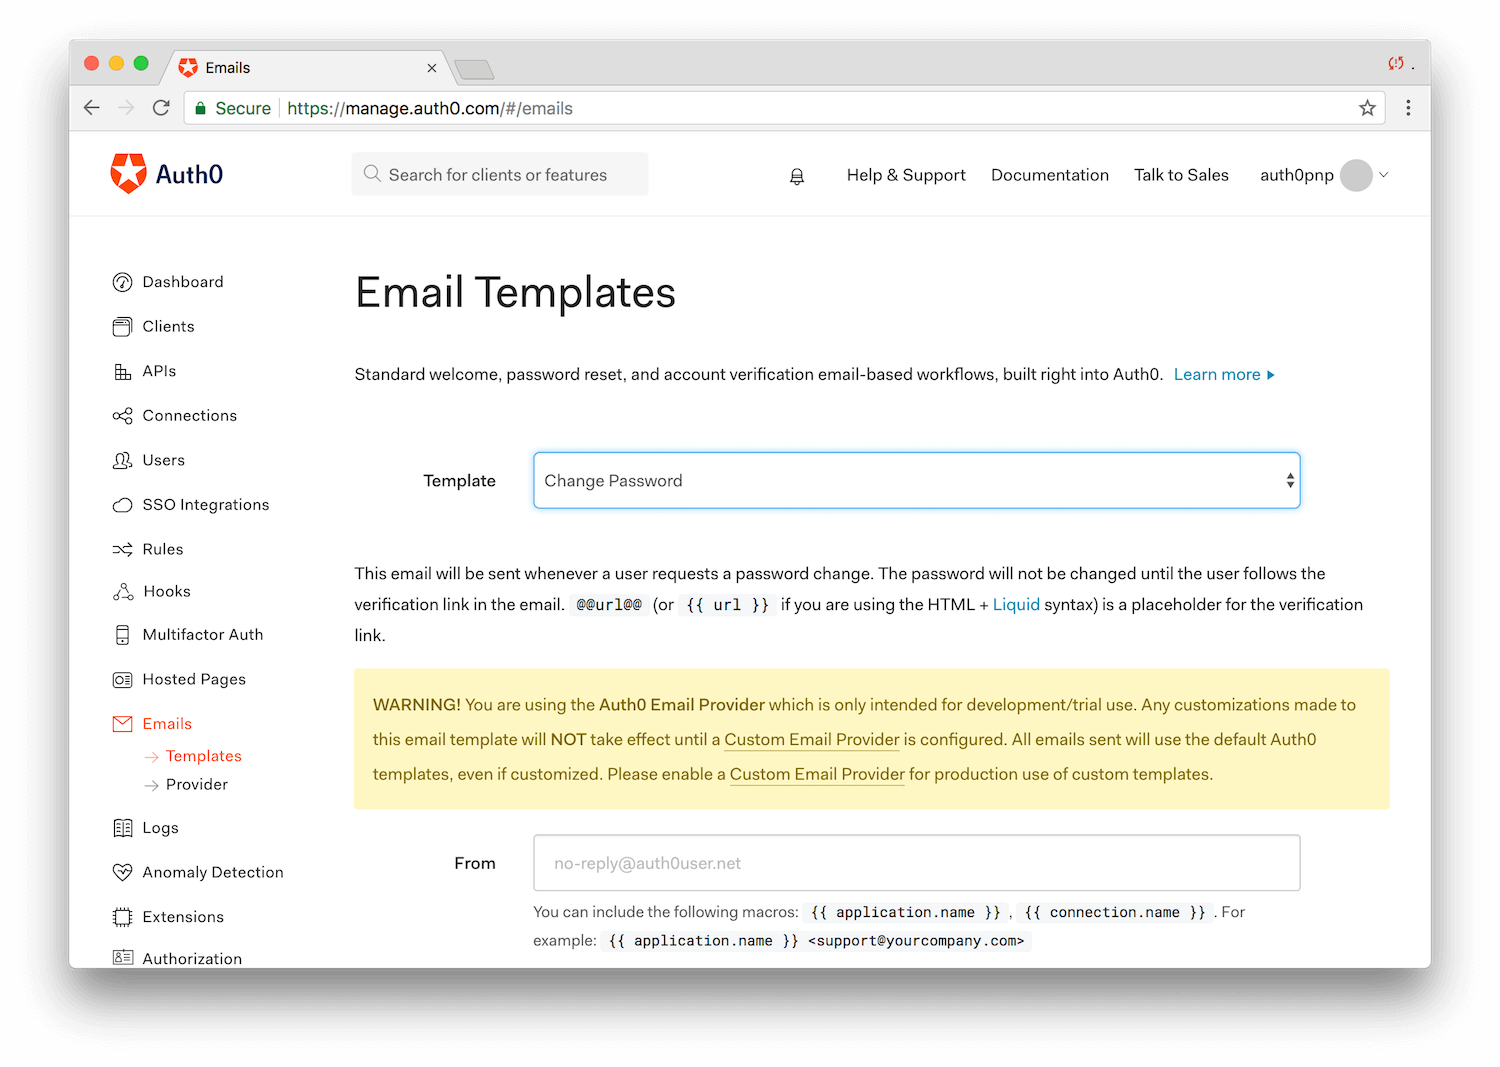 Emails
Secure https://manage.auth0.com/#/emails
Auth0
Search for clients or features
Help & Support
Documentation
Talk to Sales
auth0pnp
Dashboard
Clients
APIs
Connections
Users
SSO Integrations
Rules
Hooks
Multifactor Auth
Hosted Pages
Emails
Templates
Provider
Logs
Anomaly Detection
Extensions
Authorization
Email Templates
Standard welcome, password reset, and account verification email-based workflows, built right into Auth0. Learn more
Template
Change Password
This email will be sent whenever a user requests a password change. The password will not be changed until the user follows the
verification link in the email. @@url@@ (or {{ url }} if you are using the HTML + Liquid syntax) is a placeholder for the verification
link.
WARNING! You are using the Auth0 Email Provider which is only intended for development/trial use. Any customizations made to
this email template will NOT take effect until a Custom Email Provider is configured. All emails sent will use the default Auth0
templates, even if customized. Please enable a Custom Email Provider for production use of custom templates.
From
no-reply@auth0user.net
You can include the following macros: {{ application.name }} , {{ connection.name }} . For
example: {{ application.name }} <support@yourcompany.com>